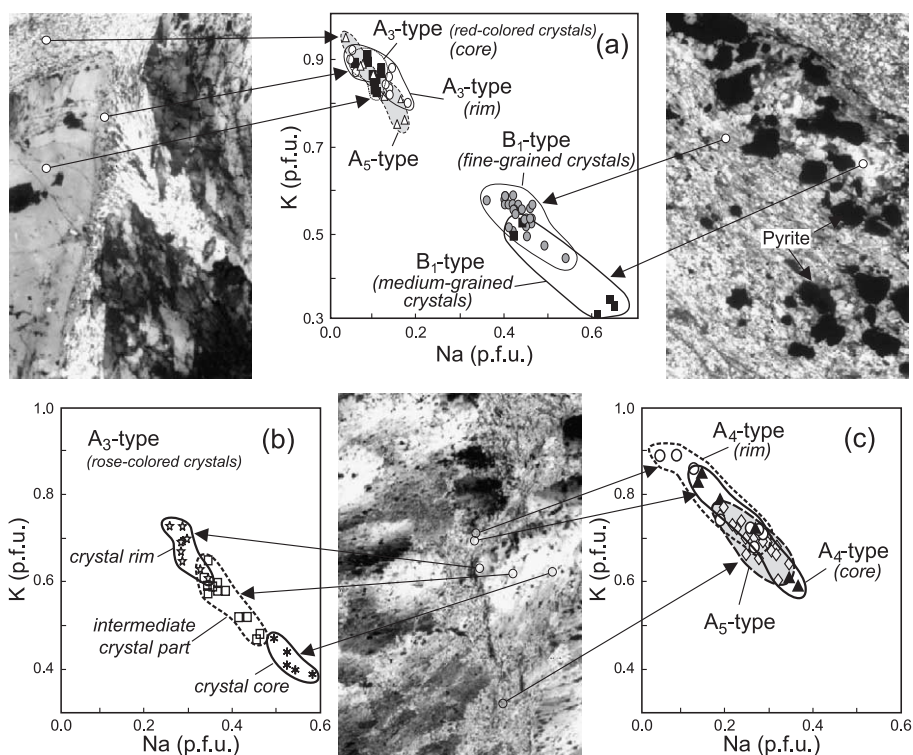 A3-type (red-colored crystals)
(core)
(a)
A3-type
(rim)
A5-type
B1-type
(fine-grained crystals)
B1-type
(medium-grained
crystals)
0.9
0.7
0.5
0.3
K (p.f.u.)
0.0
0.2
0.4
0.6
Na (p.f.u.)
Pyrite
1.0
0.8
0.6
0.4
K (p.f.u.)
A3-type
(rose-colored crystals)
(b)
crystal rim
intermediate
crystal part
crystal core
0.0
0.2
0.4
0.6
Na (p.f.u.)
1.0
0.8
0.6
0.4
K (p.f.u.)
A4-type
(rim)
(c)
A4-type
(core)
A5-type
0.0
0.2
0.4
0.6
Na (p.f.u.)